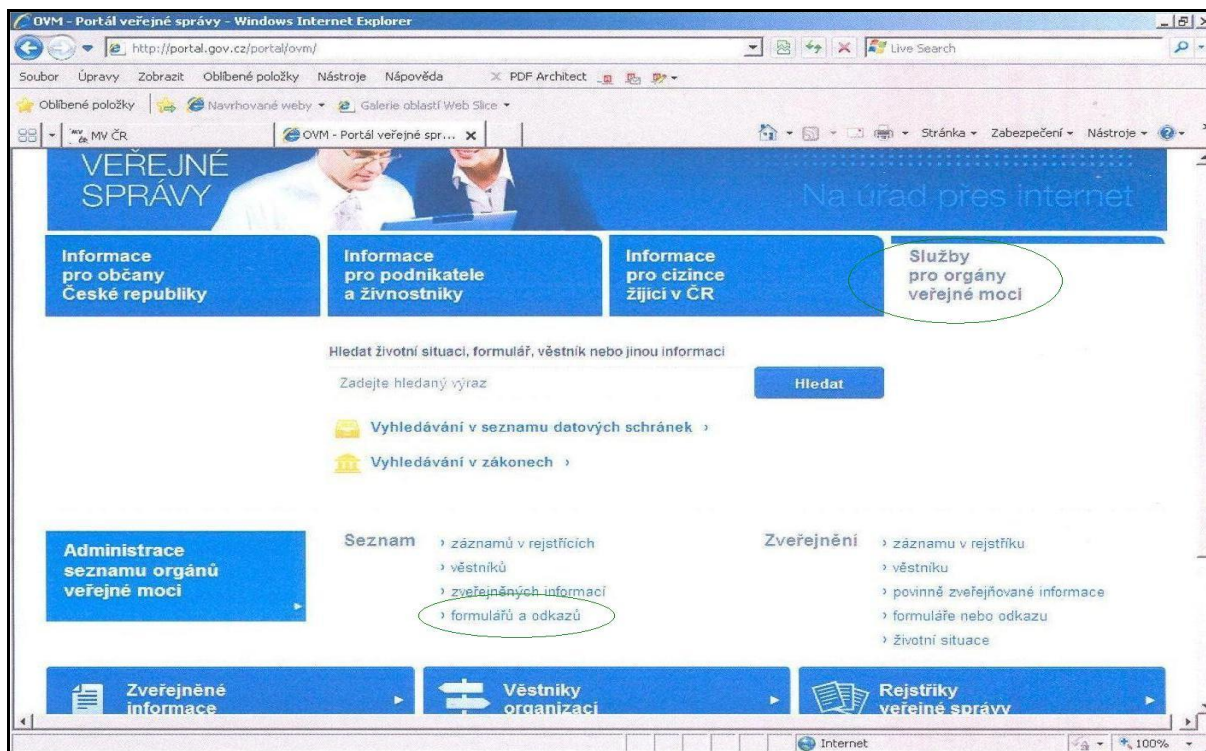 OVM - Portál veřejné správy - Windows Internet Explorer
http://portal.gov.cz/portal/ovm/
Live Search
Soubor Úpravy Zobrazit Oblíbené položky Nástroje Nápověda
PDF Architect
Oblíbené položky
Navrhované weby
Galerie oblastí Web Slice
MV ČR
OVM - Portál veřejné spr...
Stránka
Zabezpečení
Nástroje
VEŘEJNÉ
SPRÁVY
Na úřad přes internet
Informace
pro občany
České republiky
Informace
pro podnikatele
a živnostníky
Informace
pro cizince
žijící v ČR
Služby
pro orgány
veřejné moci
Hledat životní situaci, formulář, věstník nebo jinou informaci
Zadejte hledaný výraz
Hledat
Vyhledávání v seznamu datových schránek ›
Vyhledávání v zákonech ›
Administrace
seznamu orgánů
veřejné moci
Seznam
› záznamů v rejstřících
› věstníků
› zveřejněných informací
› formulářů a odkazů
Zveřejnění
› záznamu v rejstříku
› věstníku
› povinně zveřejňované informace
› formuláře nebo odkazu
› životní situace
Zveřejněné
informace
Věstníky
organizací
Rejstříky
veřejné správy
Internet
100%